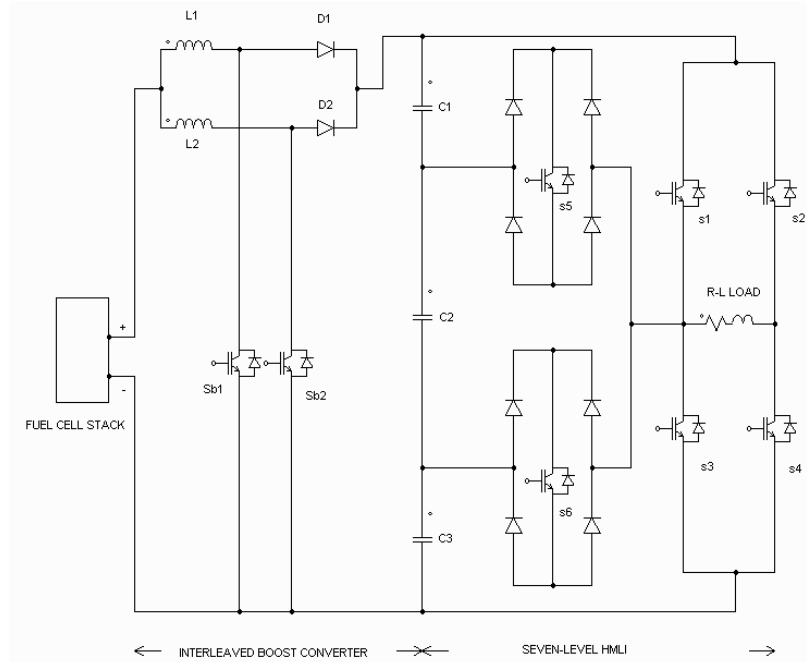 L1
D1
D2
L2
C1
s5
s1
s2
R-L LOAD
C2
+
-
Sb1
Sb2
FUEL CELL STACK
s3
s4
s6
C3
INTERLEAVED BOOST CONVERTER
SEVEN-LEVEL HMLI